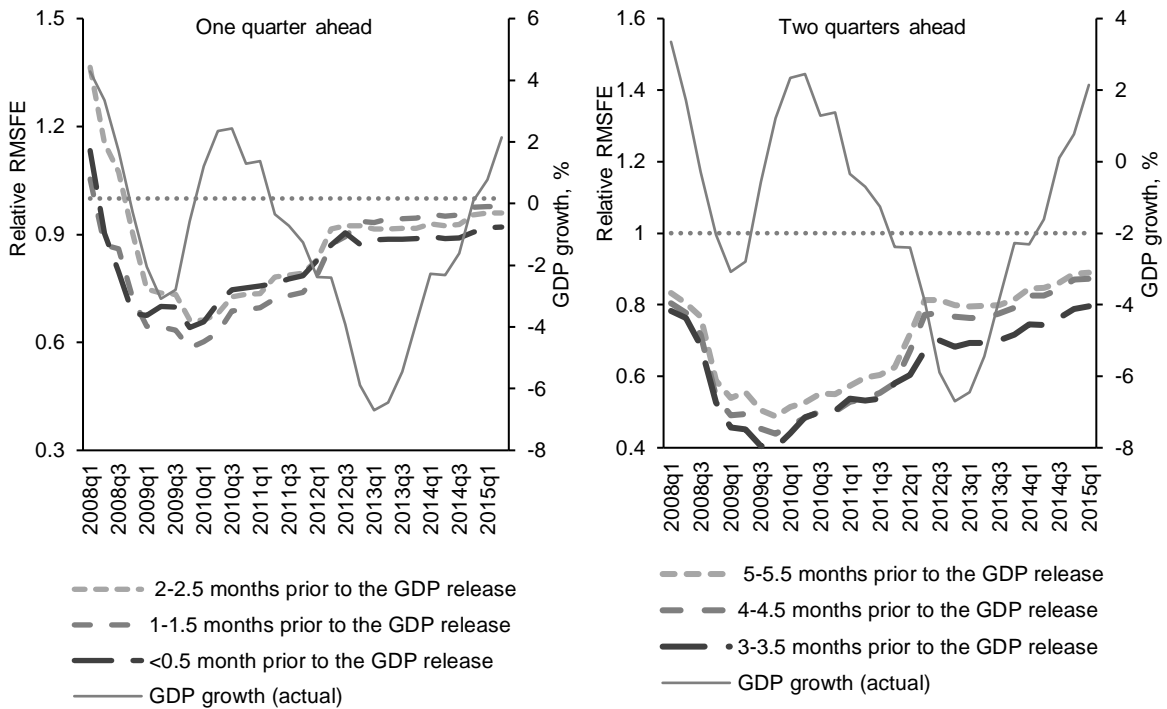 One quarter ahead
Relative RMSFE
1.5
1.2
0.9
0.6
0.3
6
4
2
0
-2
-4
-6
-8
GDP growth, %
2008q1
2008q3
2009q1
2009q3
2010q1
2010q3
2011q1
2011q3
2012q1
2012q3
2013q1
2013q3
2014q1
2014q3
2015q1
2-2.5 months prior to the GDP release
1-1.5 months prior to the GDP release
<0.5 month prior to the GDP release
GDP growth (actual)
Two quarters ahead
Relative RMSFE
1.6
1.4
1.2
1
0.8
0.6
0.4
4
2
0
-2
-4
-6
-8
GDP growth, %
2008q1
2008q3
2009q1
2009q3
2010q1
2010q3
2011q1
2011q3
2012q1
2012q3
2013q1
2013q3
2014q1
2014q3
2015q1
5-5.5 months prior to the GDP release
4-4.5 months prior to the GDP release
3-3.5 months prior to the GDP release
GDP growth (actual)